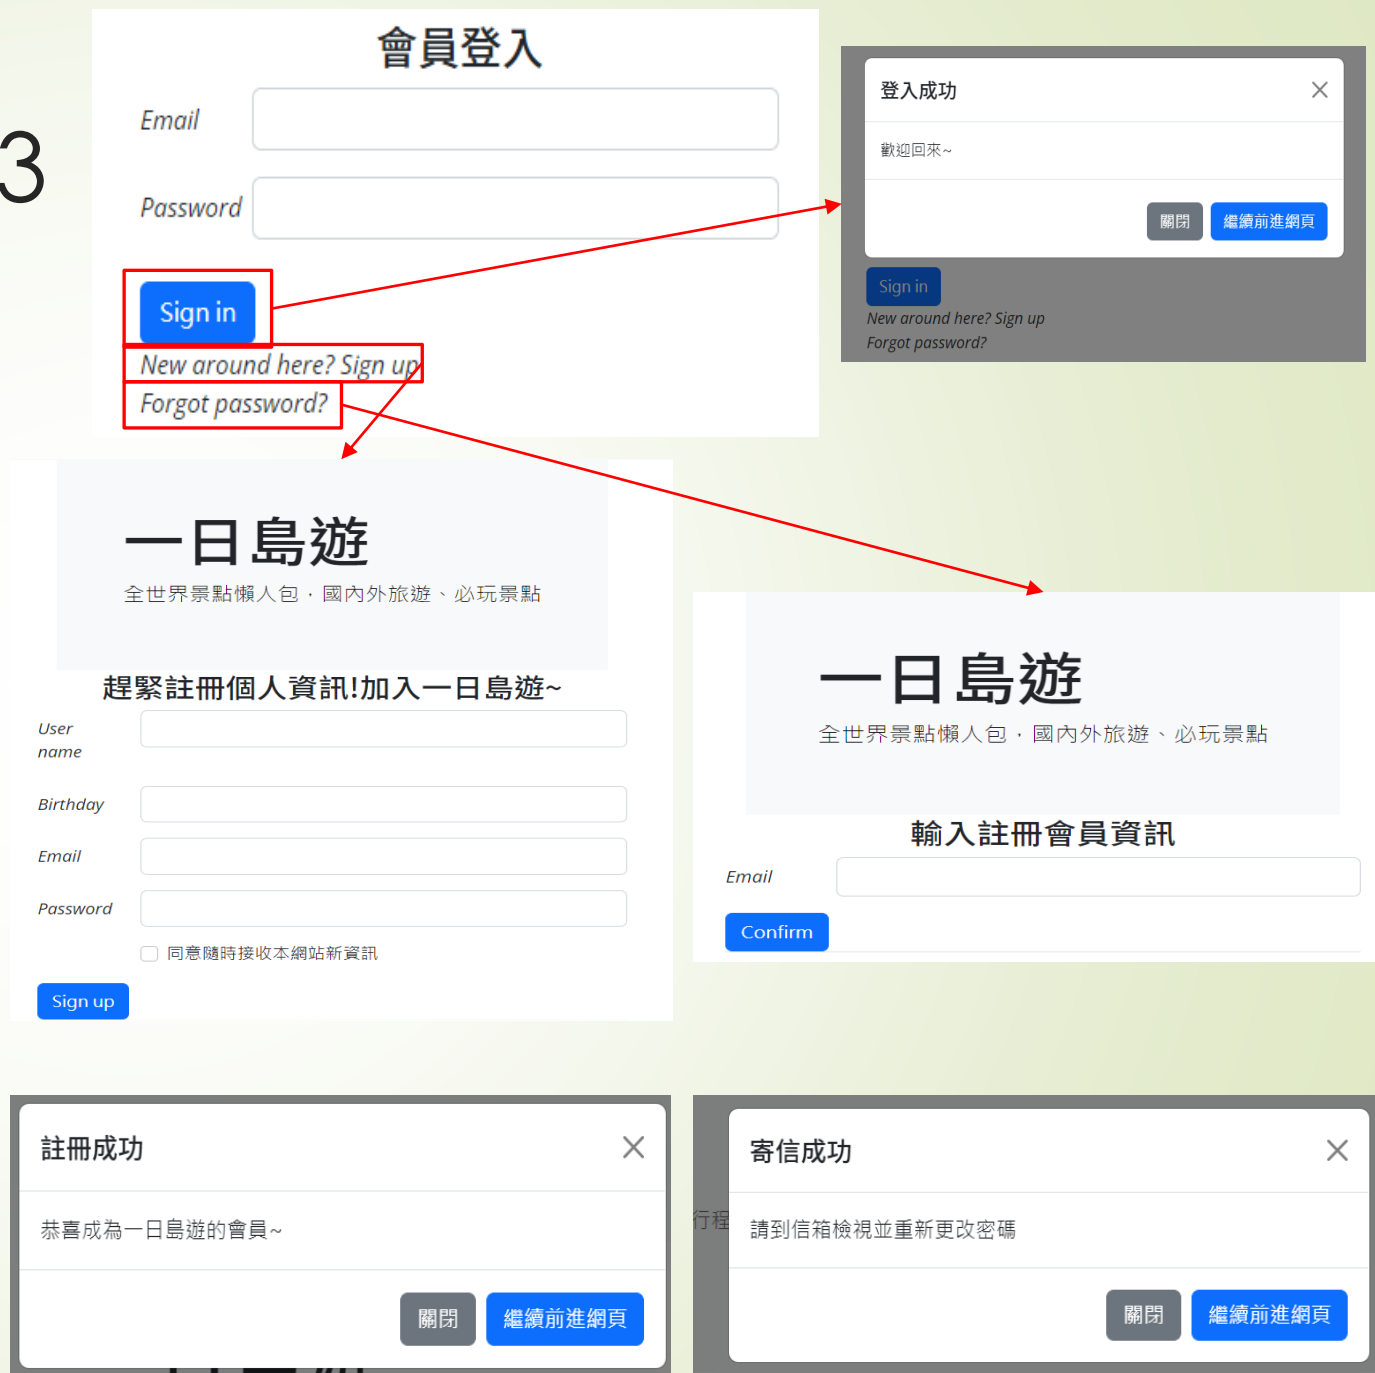 3
會員登入
Email
Password
Sign in
New around here? Sign up
Forgot password?
登入成功
歡迎回來~
關閉
繼續前進網頁
Sign in
New around here? Sign up
Forgot password?
一日島遊
全世界景點懶人包，國內外旅遊、必玩景點
趕緊註冊個人資訊!加入一日島遊~
User
name
Birthday
Email
Password
同意隨時接收本網站新資訊
Sign up
一日島遊
全世界景點懶人包，國內外旅遊、必玩景點
輸入註冊會員資訊
Email
Confirm
註冊成功
恭喜成為一日島遊的會員~
關閉
繼續前進網頁
寄信成功
行程
請到信箱檢視並重新更改密碼
關閉
繼續前進網頁